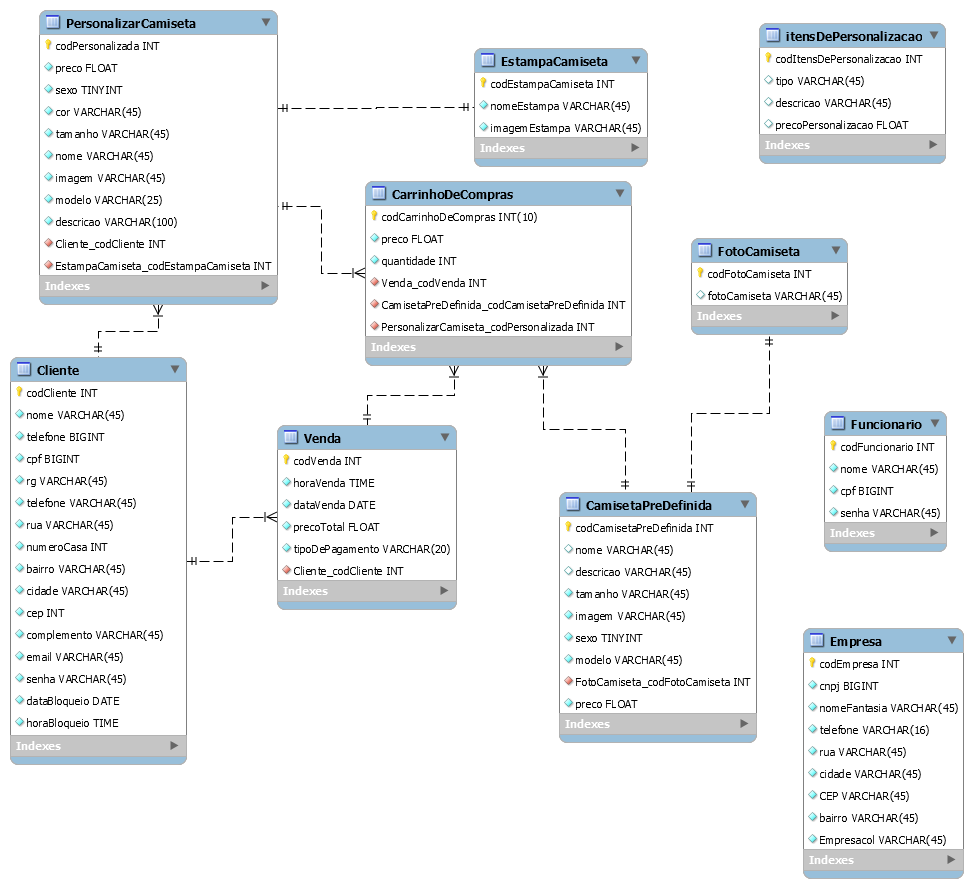 PersonalizarCamiseta
codPersonalizada INT
preco FLOAT
sexo TINYINT
cor VARCHAR(45)
tamanho VARCHAR(45)
nome VARCHAR(45)
imagem VARCHAR(45)
modelo VARCHAR(25)
descricao VARCHAR(100)
Cliente_codCliente INT
EstampaCamiseta_codEstampaCamiseta INT
Indexes
EstampaCamiseta
codEstampaCamiseta INT
nomeEstampa VARCHAR(45)
imagemEstampa VARCHAR(45)
Indexes
itensDePersonalizacao
codItensDePersonalizacao INT
tipo VARCHAR(45)
descricao VARCHAR(45)
precoPersonalizacao FLOAT
Indexes
CarrinhoDeCompras
codCarrinhoDeCompras INT(10)
preco FLOAT
quantidade INT
Venda_codVenda INT
CamisetaPreDefinida_codCamisetaPreDefinida INT
PersonalizarCamiseta_codPersonalizada INT
Indexes
FotoCamiseta
codFotoCamiseta INT
fotoCamiseta VARCHAR(45)
Indexes
Cliente
codCliente INT
nome VARCHAR(45)
telefone BIGINT
cpf BIGINT
rg VARCHAR(45)
telefone VARCHAR(45)
rua VARCHAR(45)
numeroCasa INT
bairro VARCHAR(45)
cidade VARCHAR(45)
cep INT
complemento VARCHAR(45)
email VARCHAR(45)
senha VARCHAR(45)
dataBloqueio DATE
horaBloqueio TIME
Indexes
Venda
codVenda INT
horaVenda TIME
dataVenda DATE
precoTotal FLOAT
tipoDePagamento VARCHAR(20)
Cliente_codCliente INT
Indexes
CamisetaPreDefinida
codCamisetaPreDefinida INT
nome VARCHAR(45)
descricao VARCHAR(45)
tamanho VARCHAR(45)
imagem VARCHAR(45)
sexo TINYINT
modelo VARCHAR(45)
FotoCamiseta_codFotoCamiseta INT
preco FLOAT
Indexes
Funcionario
codFuncionario INT
nome VARCHAR(45)
cpf BIGINT
senha VARCHAR(45)
Indexes
Empresa
codEmpresa INT
cnpj BIGINT
nomeFantasia VARCHAR(45)
telefone VARCHAR(16)
rua VARCHAR(45)
cidade VARCHAR(45)
CEP VARCHAR(45)
bairro VARCHAR(45)
Empresacol VARCHAR(45)
Indexes